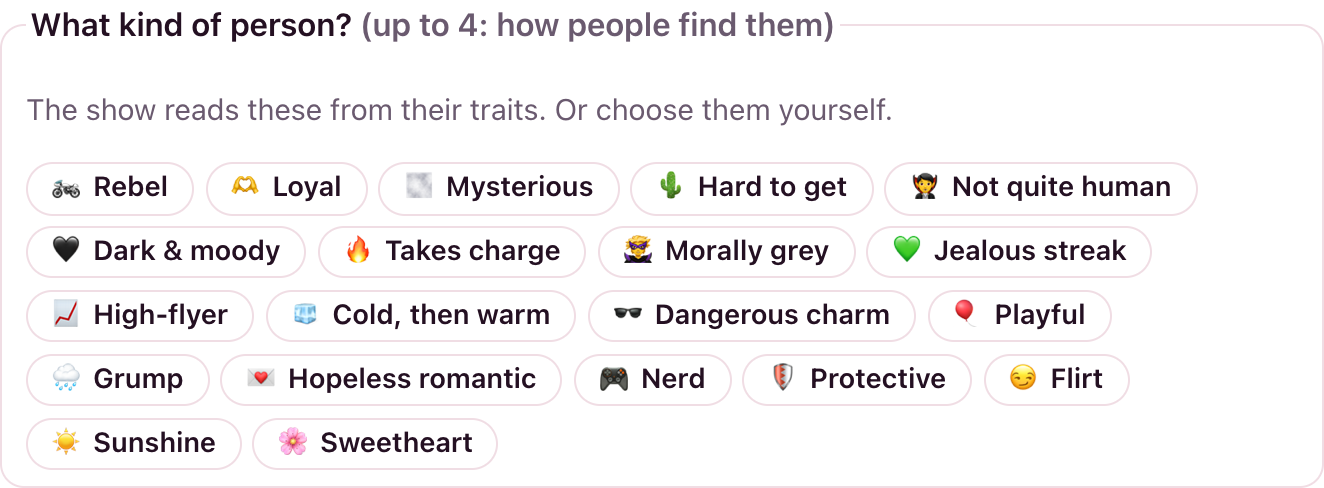 What kind of person? (up to 4: how people find them)
The show reads these from their traits. Or choose them yourself.
🏍️ Rebel 🫶 Loyal 🌫️ Mysterious 🌵 Hard to get 🧛 Not quite human
🖤 Dark & moody 🔥 Takes charge 🦹 Morally grey 💚 Jealous streak
📈 High-flyer 🧊 Cold, then warm 🕶️ Dangerous charm 🎈 Playful
🌧️ Grump 💌 Hopeless romantic 🎮 Nerd 🛡️ Protective 😏 Flirt
☀️ Sunshine 🌸 Sweetheart